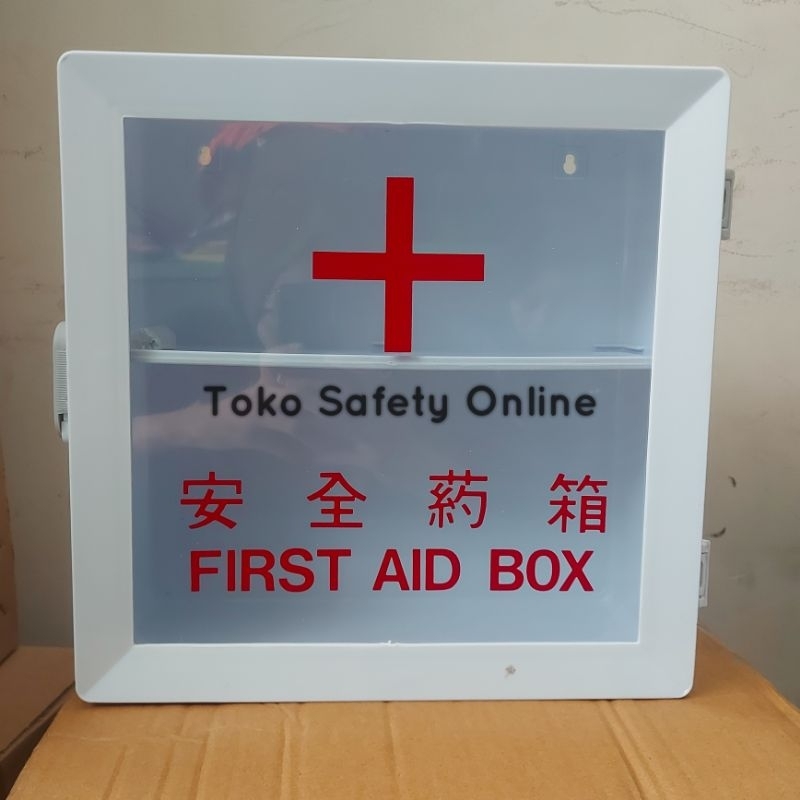 Toko Safety Online
安全葯箱
FIRST AID BOX